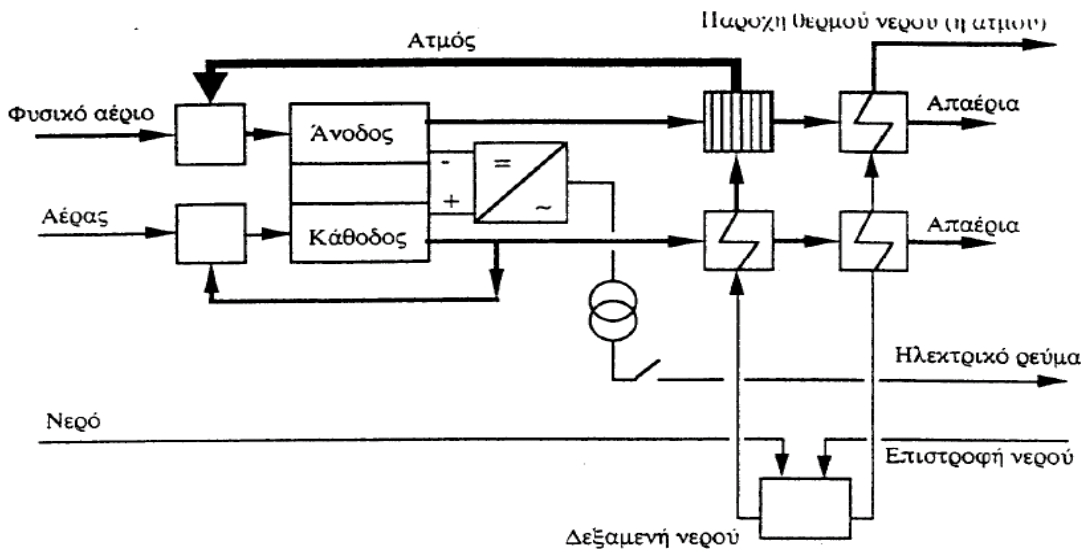 Παροχή θερμού νερού (ή ατμού)
Ατμός
Φυσικό αέριο
Άνοδος
Απαέρια
-
=
+
~
Αέρας
Κάθοδος
Απαέρια
Ηλεκτρικό ρεύμα
Νερό
Επιστροφή νερού
Δεξαμενή νερού